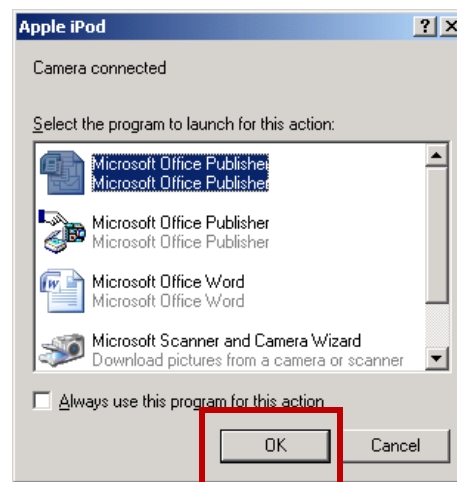 Apple iPod
Camera connected
Select the program to launch for this action:
Microsoft Office Publisher
Microsoft Office Publisher
Microsoft Office Publisher
Microsoft Office Publisher
Microsoft Office Word
Microsoft Office Word
Microsoft Scanner and Camera Wizard
Download pictures from a camera or scanner
Always use this program for this action
OK Cancel